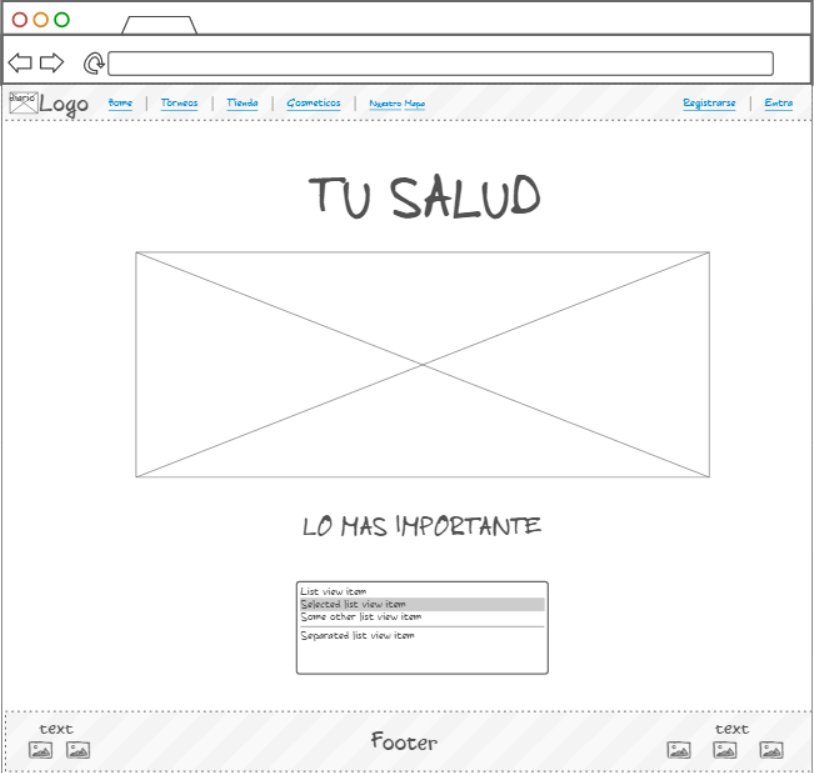 diario
Logo
Home | Torneos | Tienda | Cosmeticos | Nuestro Mapa
Registrarse | Entra
TU SALUD
LO MAS IMPORTANTE
List view item
Selected list view item
Some other list view item
Separated list view item
text
Footer
text